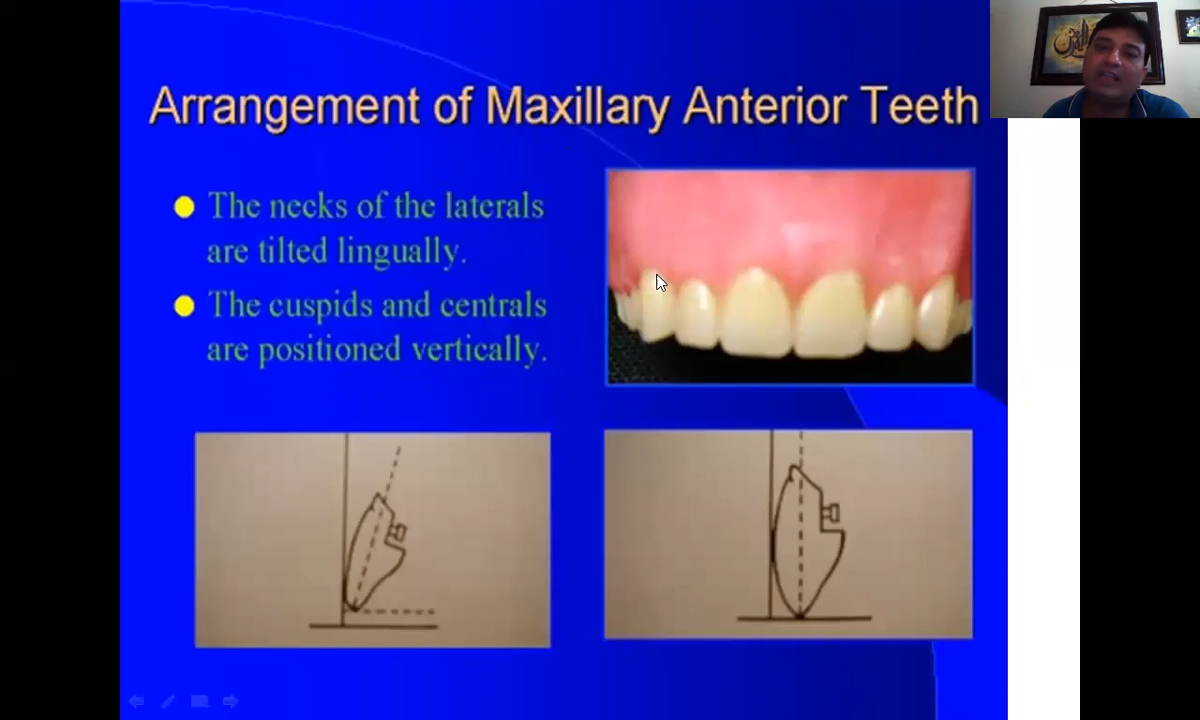 Arrangement of Maxillary Anterior Teeth
The necks of the laterals
are tilted lingually.
The cuspids and centrals
are positioned vertically.